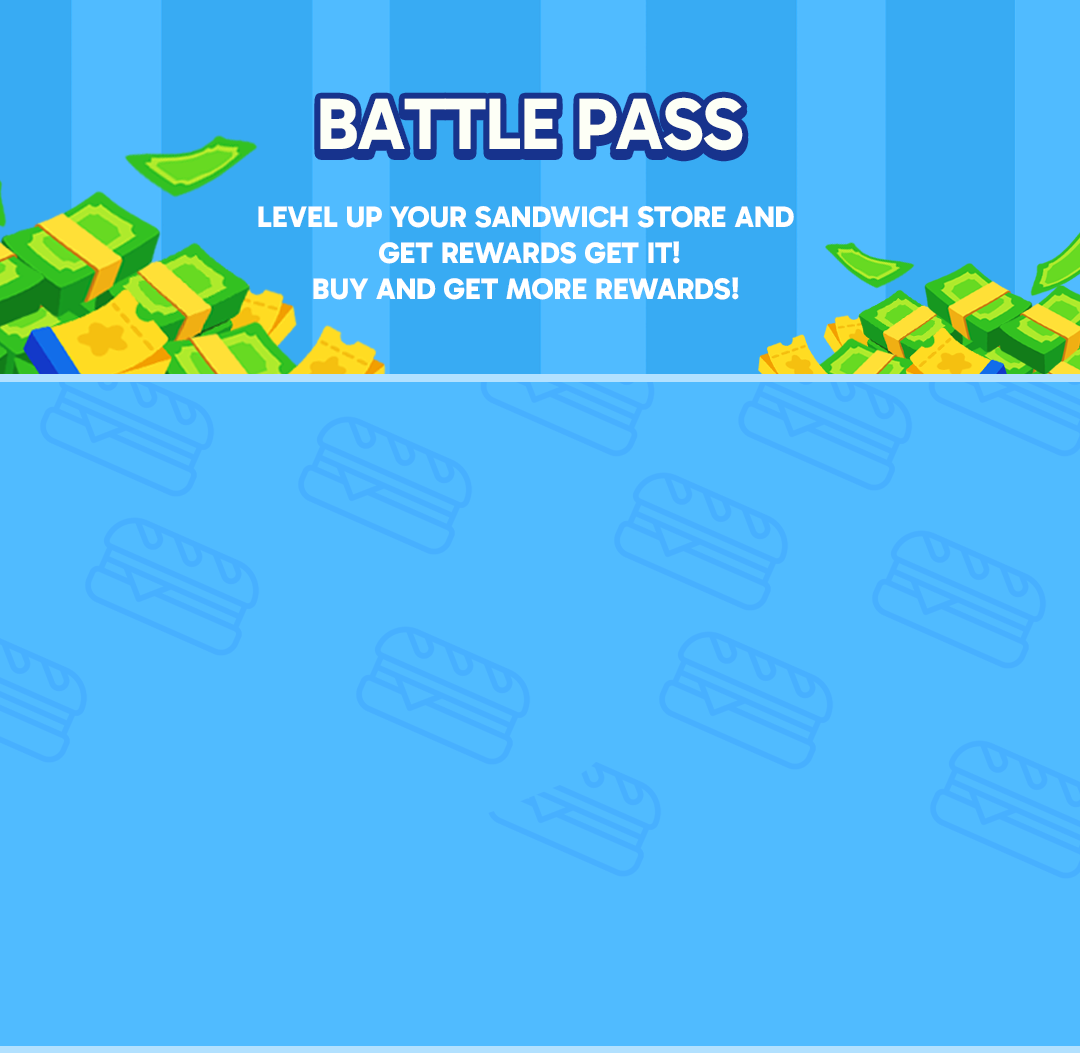 BATTLE PASS
LEVEL UP YOUR SANDWICH STORE AND
GET REWARDS GET IT!
BUY AND GET MORE REWARDS!